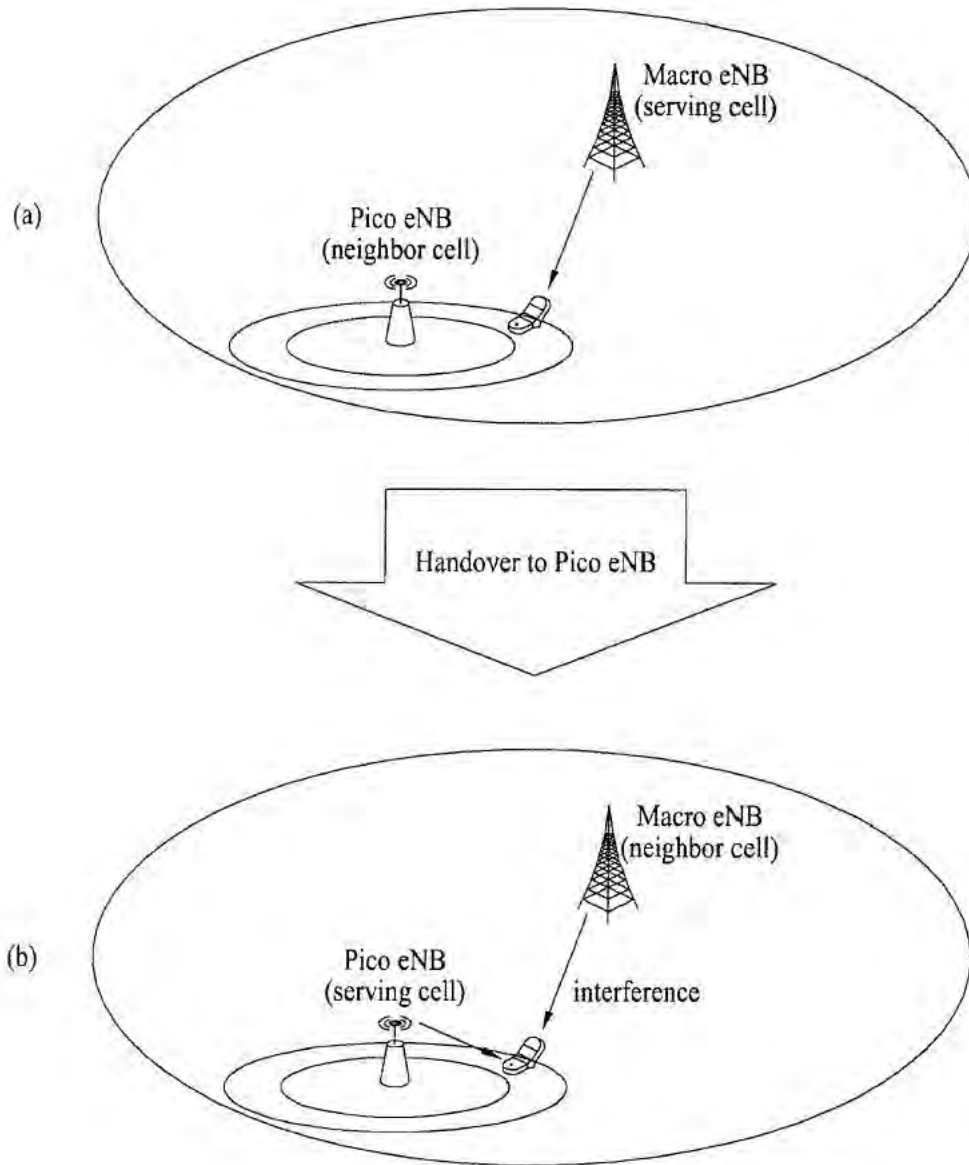 Macro eNB
(serving cell)
(a)
Pico eNB
(neighbor cell)
Handover to Pico eNB
Macro eNB
(neighbor cell)
(b)
Pico eNB
(serving cell)
interference